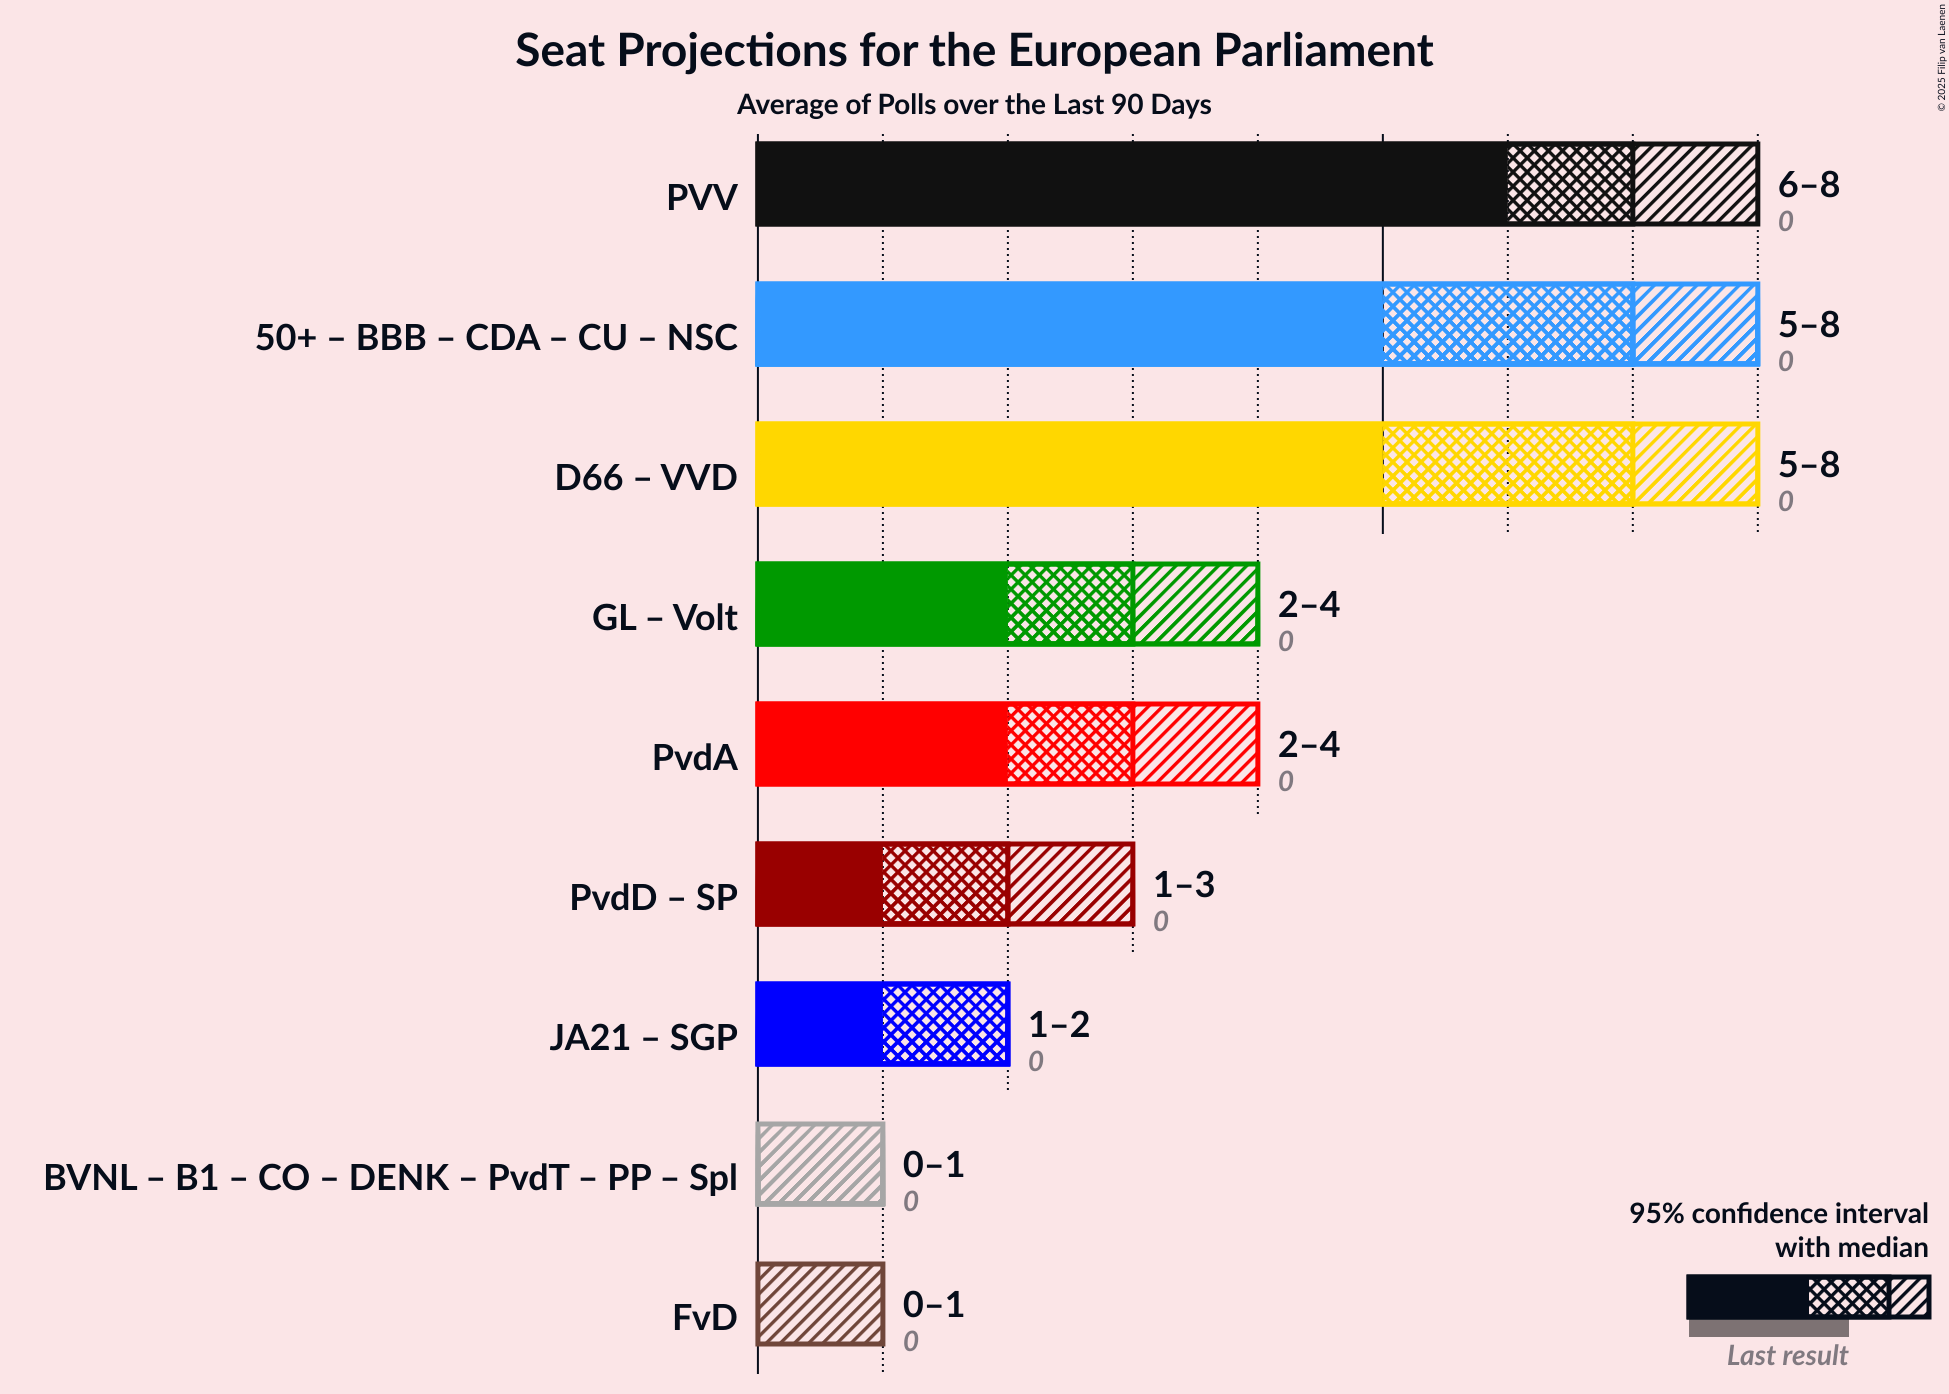 Seat Projections for the European Parliament
Average of Polls over the Last 90 Days
© 2025 Filip van Laenen
PVV
6–8
0
50+ – BBB – CDA – CU – NSC
5–8
0
D66 – VVD
5–8
0
GL – Volt
2–4
0
PvdA
2–4
0
PvdD – SP
1–3
0
JA21 – SGP
1–2
0
BVNL – B1 – CO – DENK – PvdT – PP – Spl
0–1
0
FvD
0–1
0
95% confidence interval
with median
Last result